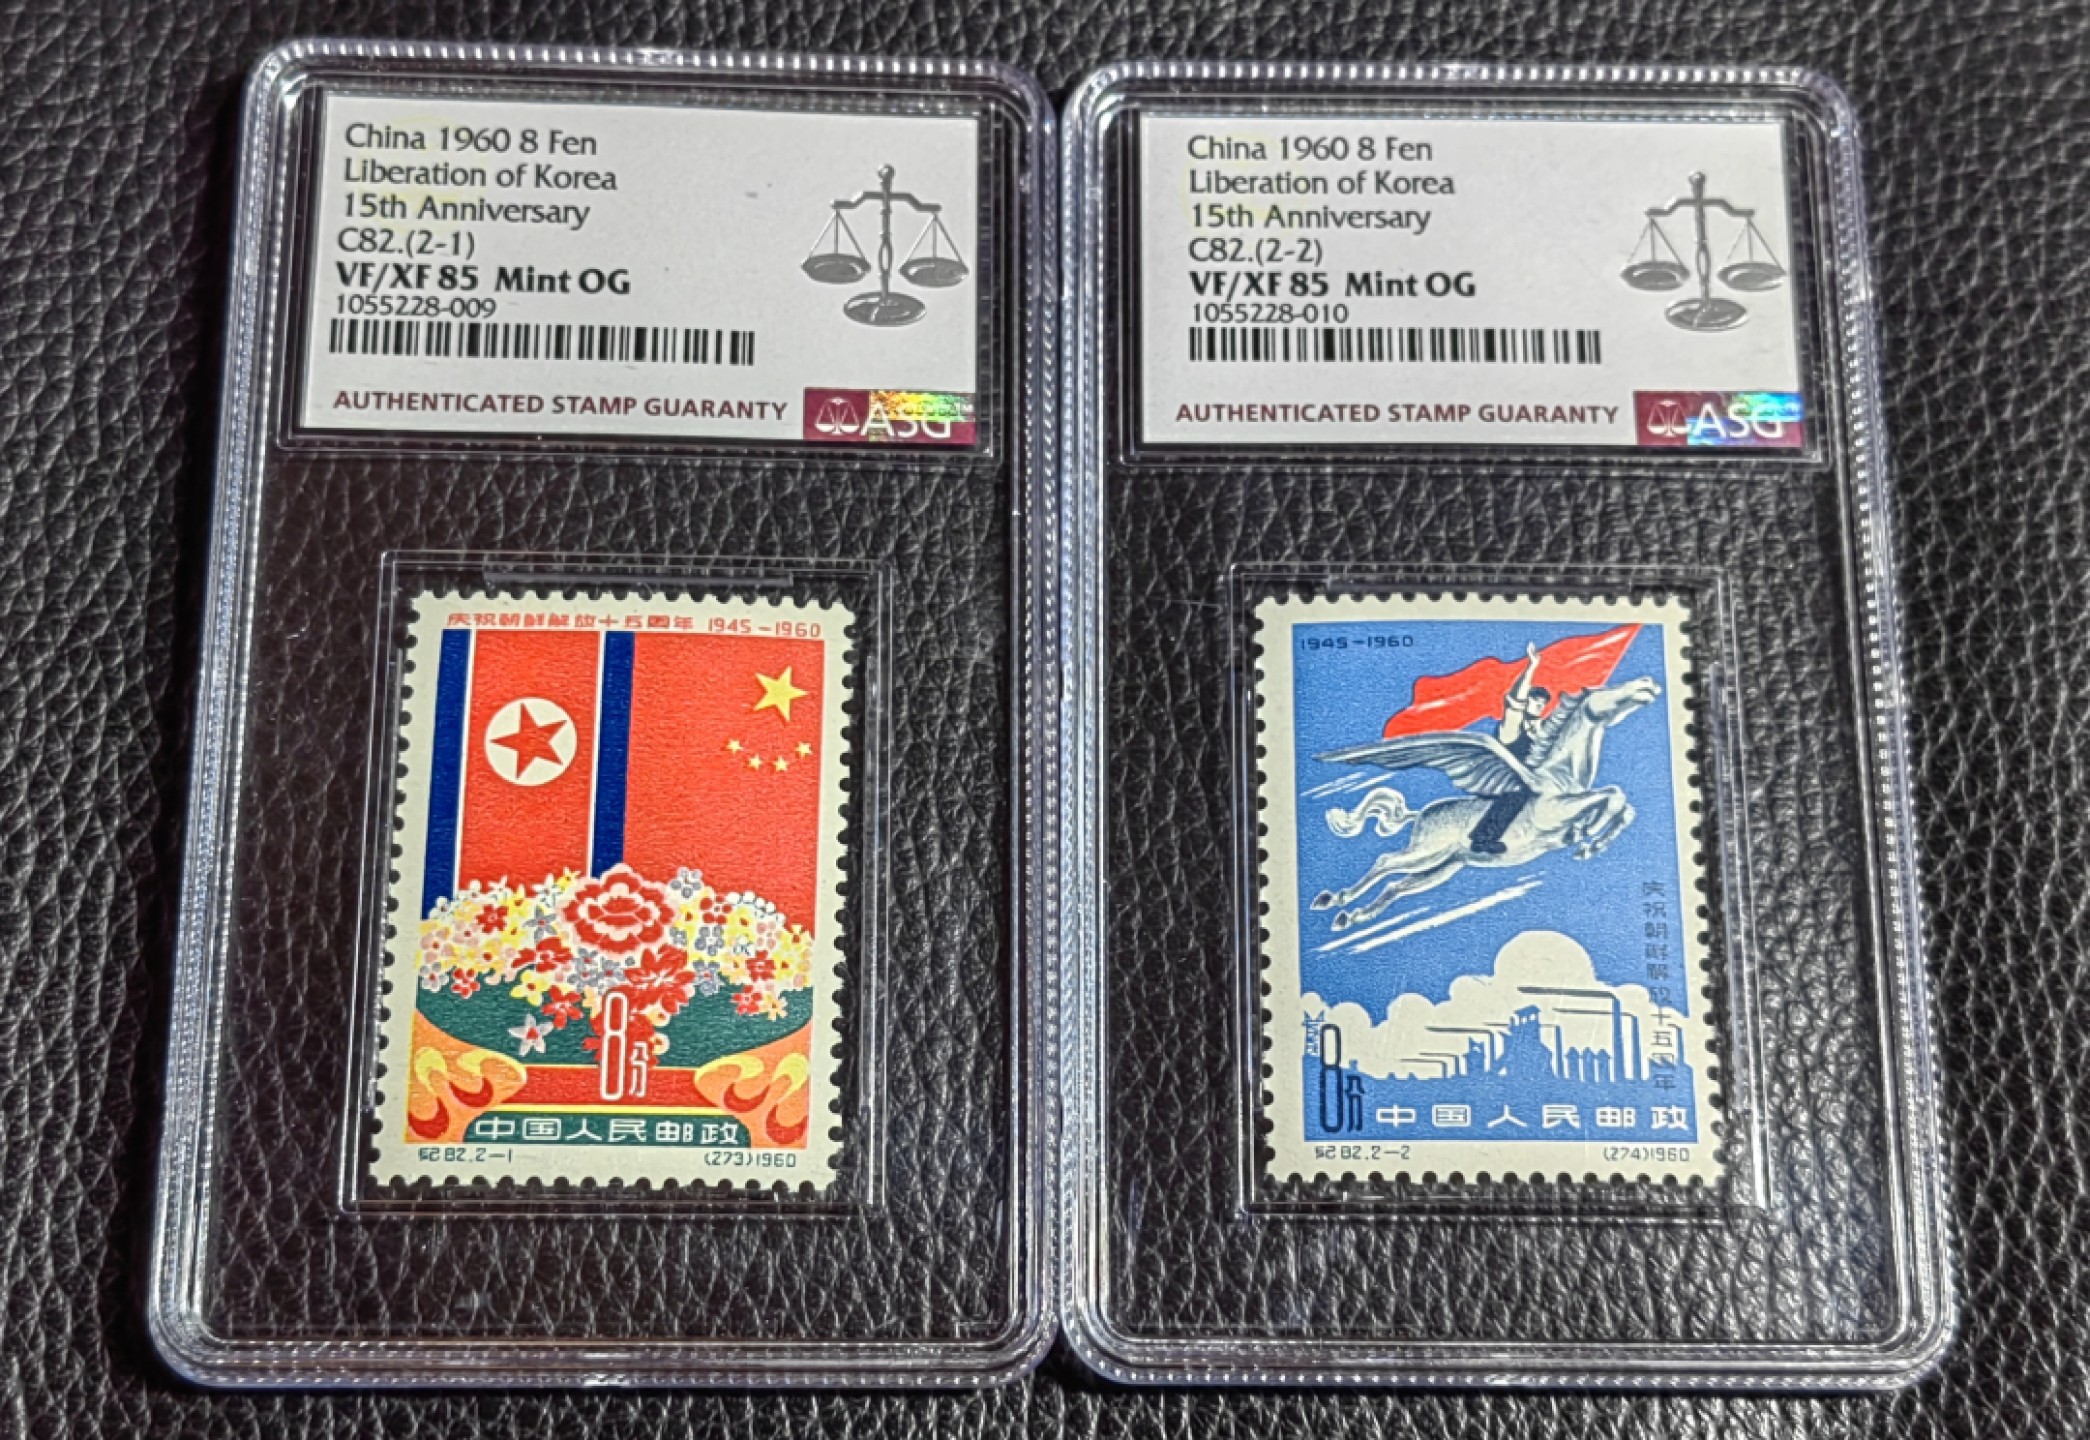 China 1960 8 Fen
Liberation of Korea
15th Anniversary
C82.(2-1)
VF/XF 85 Mint OG
1055228-009
AUTHENTICATED STAMP GUARANTY ASG
庆祝朝鲜解放十五周年 1945-1960
8分
中国人民邮政
纪82.2-1 (273)1960
China 1960 8 Fen
Liberation of Korea
15th Anniversary
C82.(2-2)
VF/XF 85 Mint OG
1055228-010
AUTHENTICATED STAMP GUARANTY ASG
1945-1960
庆祝朝鲜解放十五周年
8分
中国人民邮政
纪82.2-2 (274)1960